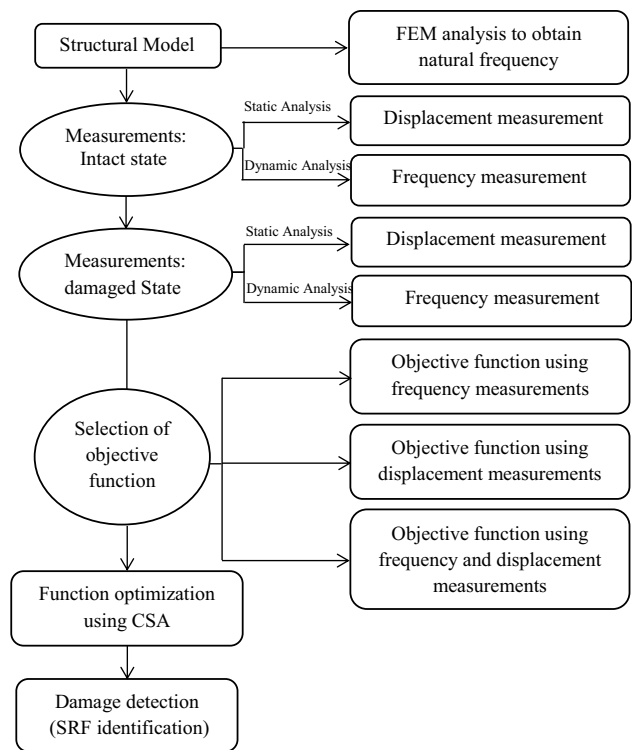 Structural Model
FEM analysis to obtain
natural frequency
Measurements:
Intact state
Static Analysis
Displacement measurement
Dynamic Analysis
Frequency measurement
Measurements:
damaged State
Static Analysis
Displacement measurement
Dynamic Analysis
Frequency measurement
Selection of
objective
function
Objective function using
frequency measurements
Objective function using
displacement measurements
Objective function using
frequency and displacement
measurements
Function optimization
using CSA
Damage detection
(SRF identification)